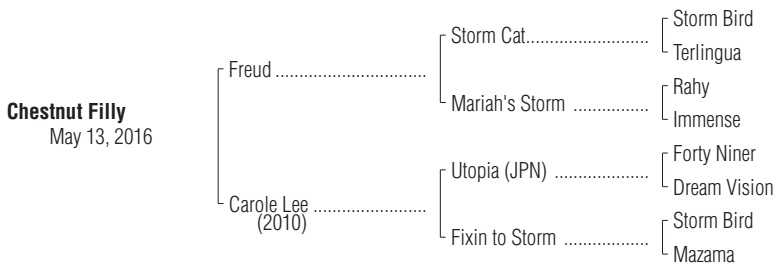 Storm Bird
Storm Cat..............................
Terlingua
Freud .....................................
Rahy
Mariah's Storm ..................
Immense
Chestnut Filly
May 13, 2016
Forty Niner
Utopia (JPN) .......................
Dream Vision
Carole Lee ...........................
(2010)
Storm Bird
Fixin to Storm ....................
Mazama